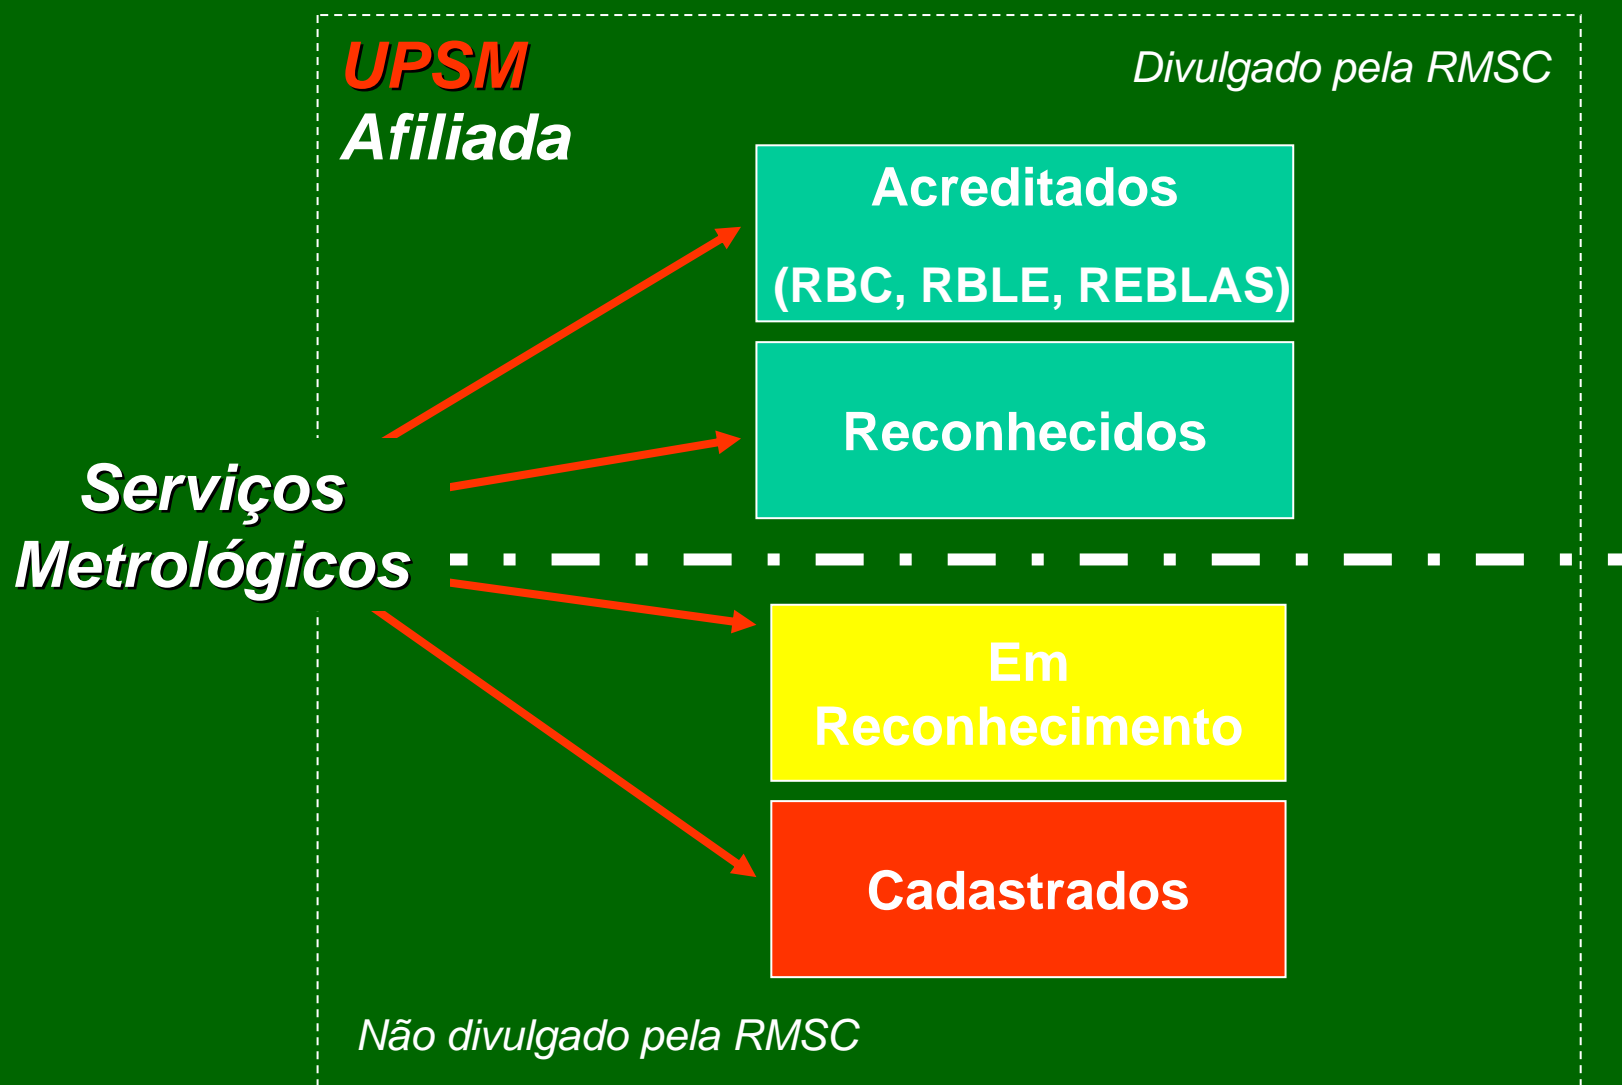 UPSM
Afiliada
Divulgado pela RMSC
Acreditados
(RBC, RBLE, REBLAS)
Reconhecidos
Serviços
Metrológicos
Em
Reconhecimento
Cadastrados
Não divulgado pela RMSC